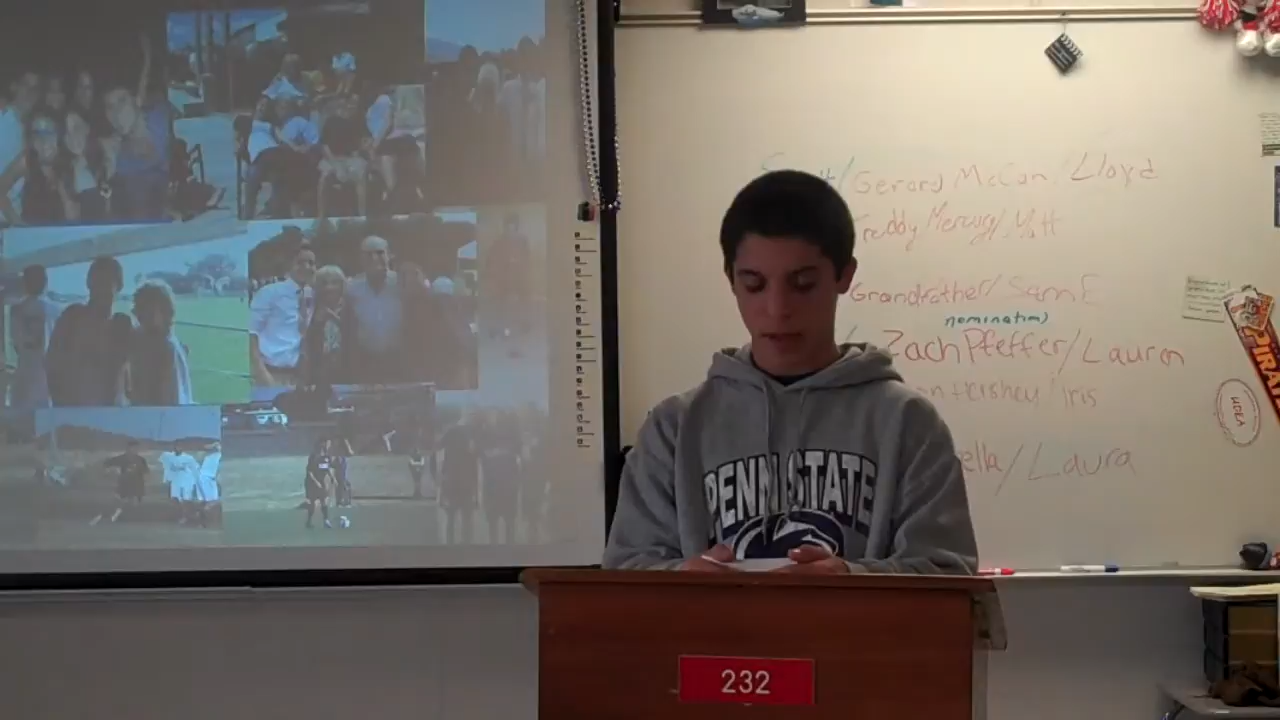 Gerard McCan/Lloyd
Freddy Mercury/Matt
Grandfather/Sam E
nomination)
Zach Pfeffer/Lauren
Hershey/Iris
ella/Laura
PENN STATE
PIRAT
232